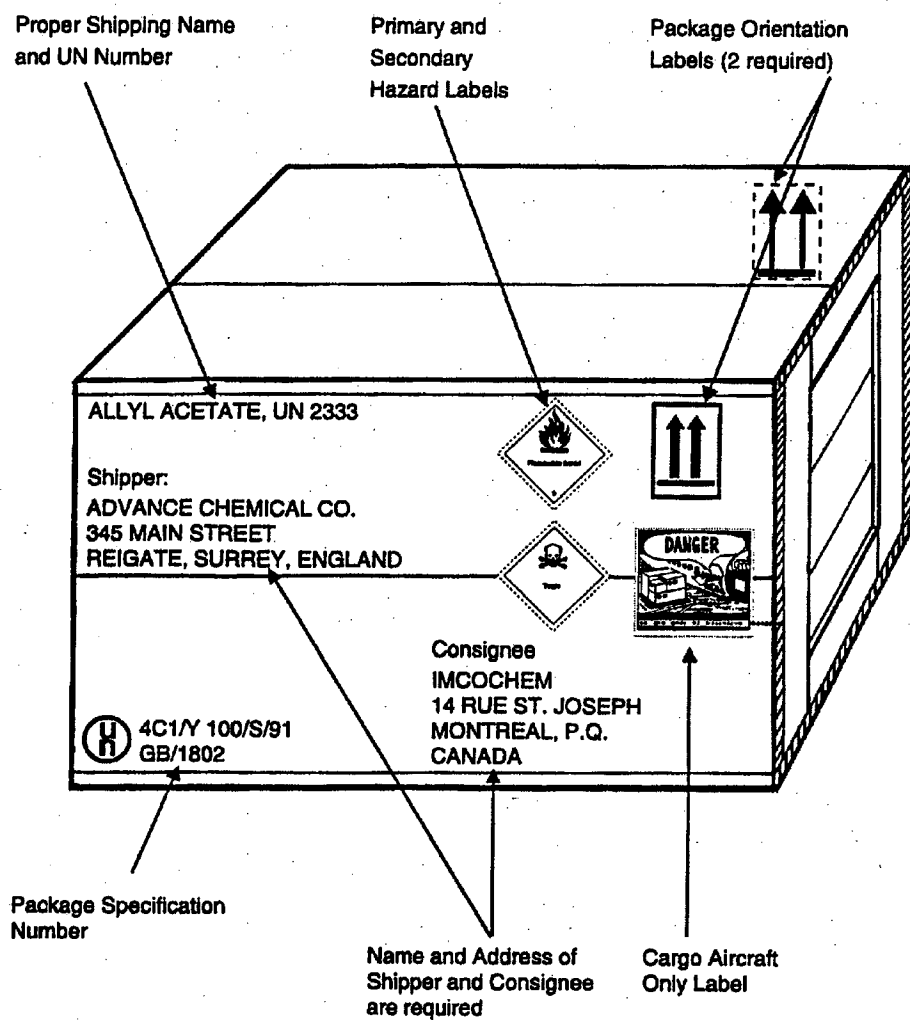 Proper Shipping Name
and UN Number
Primary and
Secondary
Hazard Labels
Package Orientation
Labels (2 required)
ALLYL ACETATE, UN 2333
Shipper:
ADVANCE CHEMICAL CO.
345 MAIN STREET
REIGATE, SURREY, ENGLAND
DANGER
Consignee
IMCOCHEM
14 RUE ST. JOSEPH
MONTREAL, P.Q.
CANADA
un
4C1/Y 100/S/91
GB/1802
Package Specification
Number
Name and Address of
Shipper and Consignee
are required
Cargo Aircraft
Only Label